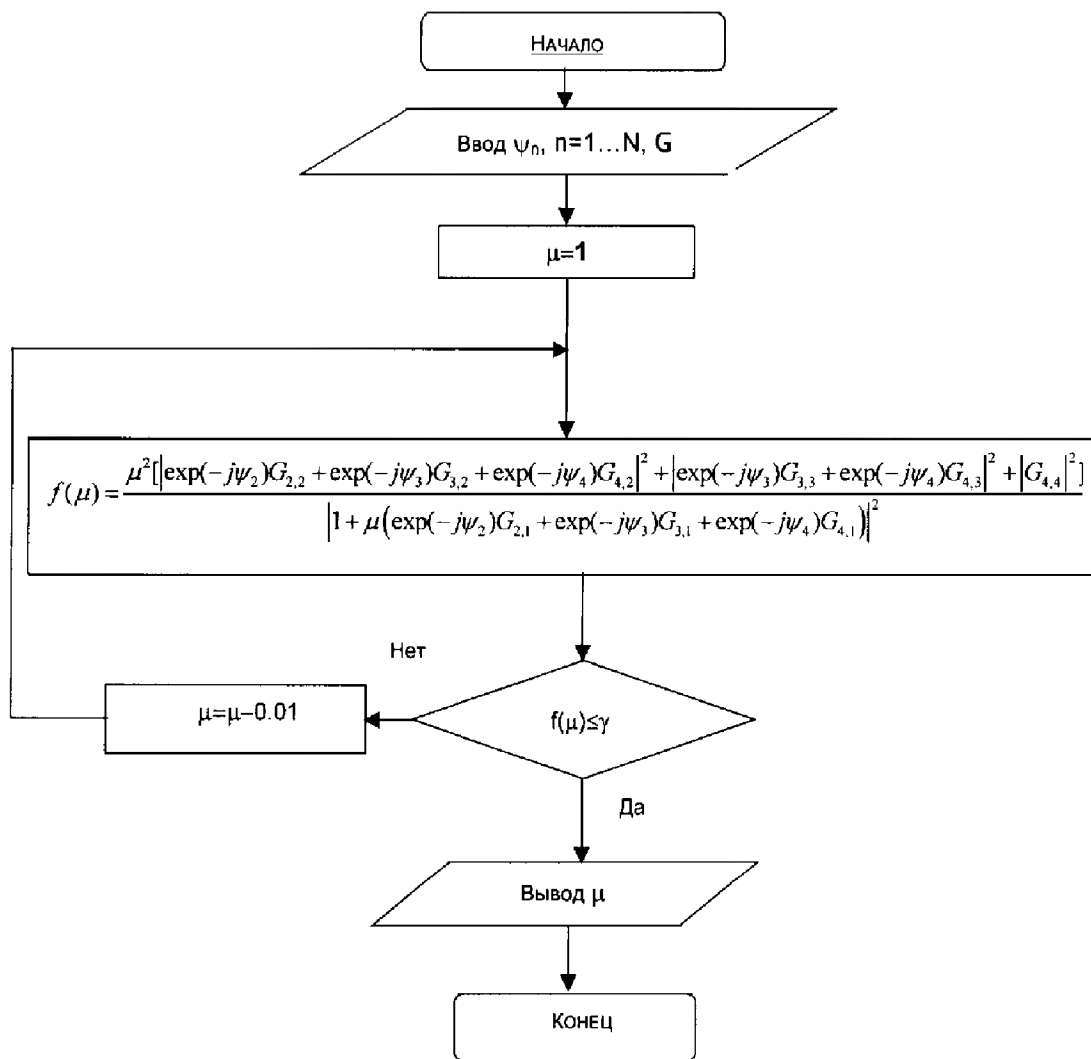 НАЧАЛО
Ввод ψₙ, n=1…N, G
μ=1
f(μ) = μ²[|exp(−jψ₂)G₂,₂ + exp(−jψ₃)G₃,₂ + exp(−jψ₄)G₄,₂|² + |exp(−jψ₃)G₃,₃ + exp(−jψ₄)G₄,₃|² + |G₄,₄|²]
|1 + μ(exp(−jψ₂)G₂,₁ + exp(−jψ₃)G₃,₁ + exp(−jψ₄)G₄,₁)|²
Нет
μ=μ−0.01
f(μ)≤γ
Да
Вывод μ
КОНЕЦ